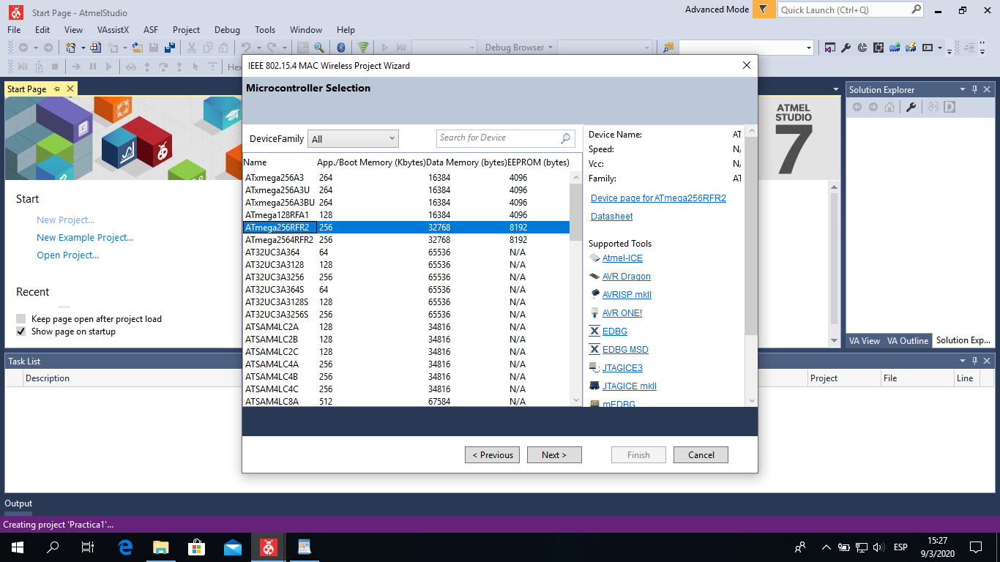 Start Page - AtmelStudio
Advanced Mode
Quick Launch (Ctrl+Q)
File Edit View VAssistX ASF Project Debug Tools Window Help
Debug Browser
Hex
IEEE 802.15.4 MAC Wireless Project Wizard
Microcontroller Selection
Start Page
Solution Explorer
ATMEL
STUDIO
7
DeviceFamily All Search for Device
Name App./Boot Memory (Kbytes) Data Memory (bytes) EEPROM (bytes)
ATxmega256A3 264 16384 4096
ATxmega256A3U 264 16384 4096
ATxmega256A3BU 264 16384 4096
ATmega128RFA1 128 16384 4096
ATmega256RFR2 256 32768 8192
ATmega2564RFR2 256 32768 8192
AT32UC3A364 64 65536 N/A
AT32UC3A3128 128 65536 N/A
AT32UC3A3256 256 65536 N/A
AT32UC3A364S 64 65536 N/A
AT32UC3A3128S 128 65536 N/A
AT32UC3A3256S 256 65536 N/A
ATSAM4LC2A 128 34816 N/A
ATSAM4LC2B 128 34816 N/A
ATSAM4LC2C 128 34816 N/A
ATSAM4LC4A 256 34816 N/A
ATSAM4LC4B 256 34816 N/A
ATSAM4LC4C 256 34816 N/A
ATSAM4LC8A 512 67584 N/A
Device Name: AT
Speed: N/
Vcc: N/
Family: AT
Device page for ATmega256RFR2
Datasheet
Supported Tools
Atmel-ICE
AVR Dragon
AVRISP mkII
AVR ONE!
EDBG
EDBG MSD
JTAGICE3
JTAGICE mkII
mEDBG
< Previous Next > Finish Cancel
Start
New Project...
New Example Project...
Open Project...
Recent
Keep page open after project load
Show page on startup
VA View VA Outline Solution Exp...
Task List
Description Project File Line
Output
Creating project 'Practica1'...
ESP
15:27
9/3/2020